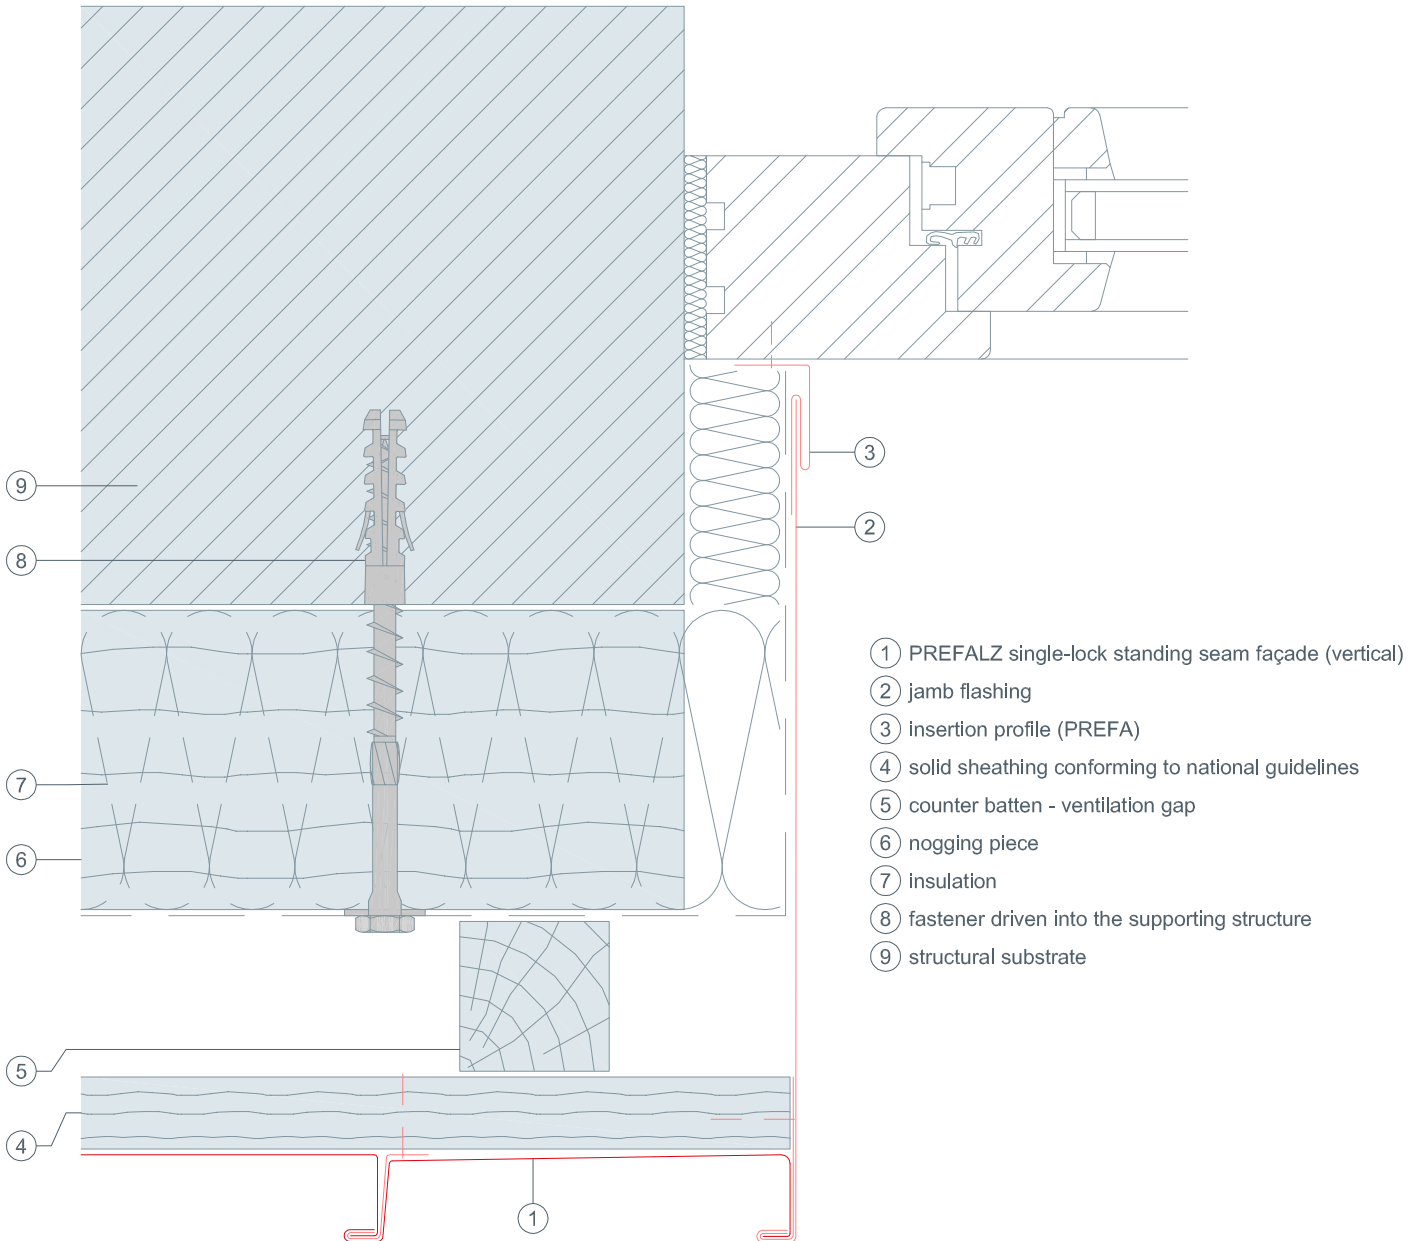 3
9
2
8
1 PREFALZ single-lock standing seam façade (vertical)
2 jamb flashing
3 insertion profile (PREFA)
4 solid sheathing conforming to national guidelines
7
5 counter batten - ventilation gap
6 nogging piece
6
7 insulation
8 fastener driven into the supporting structure
9 structural substrate
5
4
1